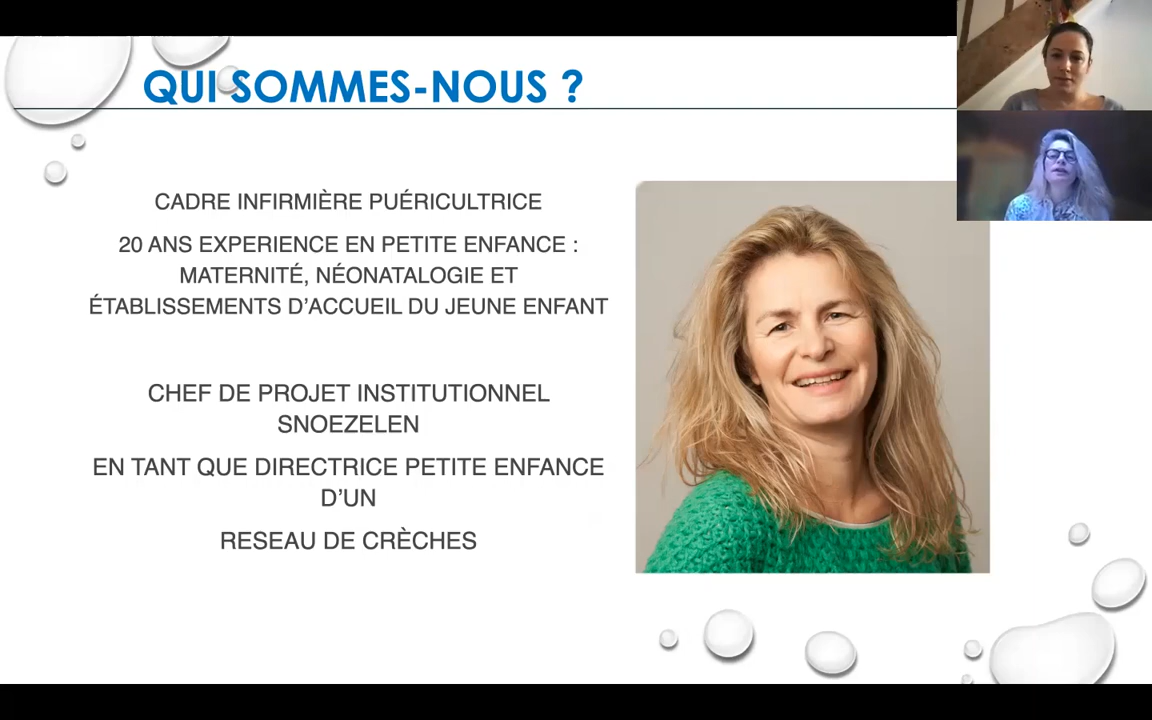 QUI SOMMES-NOUS ?
CADRE INFIRMIÈRE PUÉRICULTRICE
20 ANS EXPERIENCE EN PETITE ENFANCE :
MATERNITÉ, NÉONATALOGIE ET
ÉTABLISSEMENTS D'ACCUEIL DU JEUNE ENFANT
CHEF DE PROJET INSTITUTIONNEL
SNOEZELEN
EN TANT QUE DIRECTRICE PETITE ENFANCE
D'UN
RESEAU DE CRÈCHES